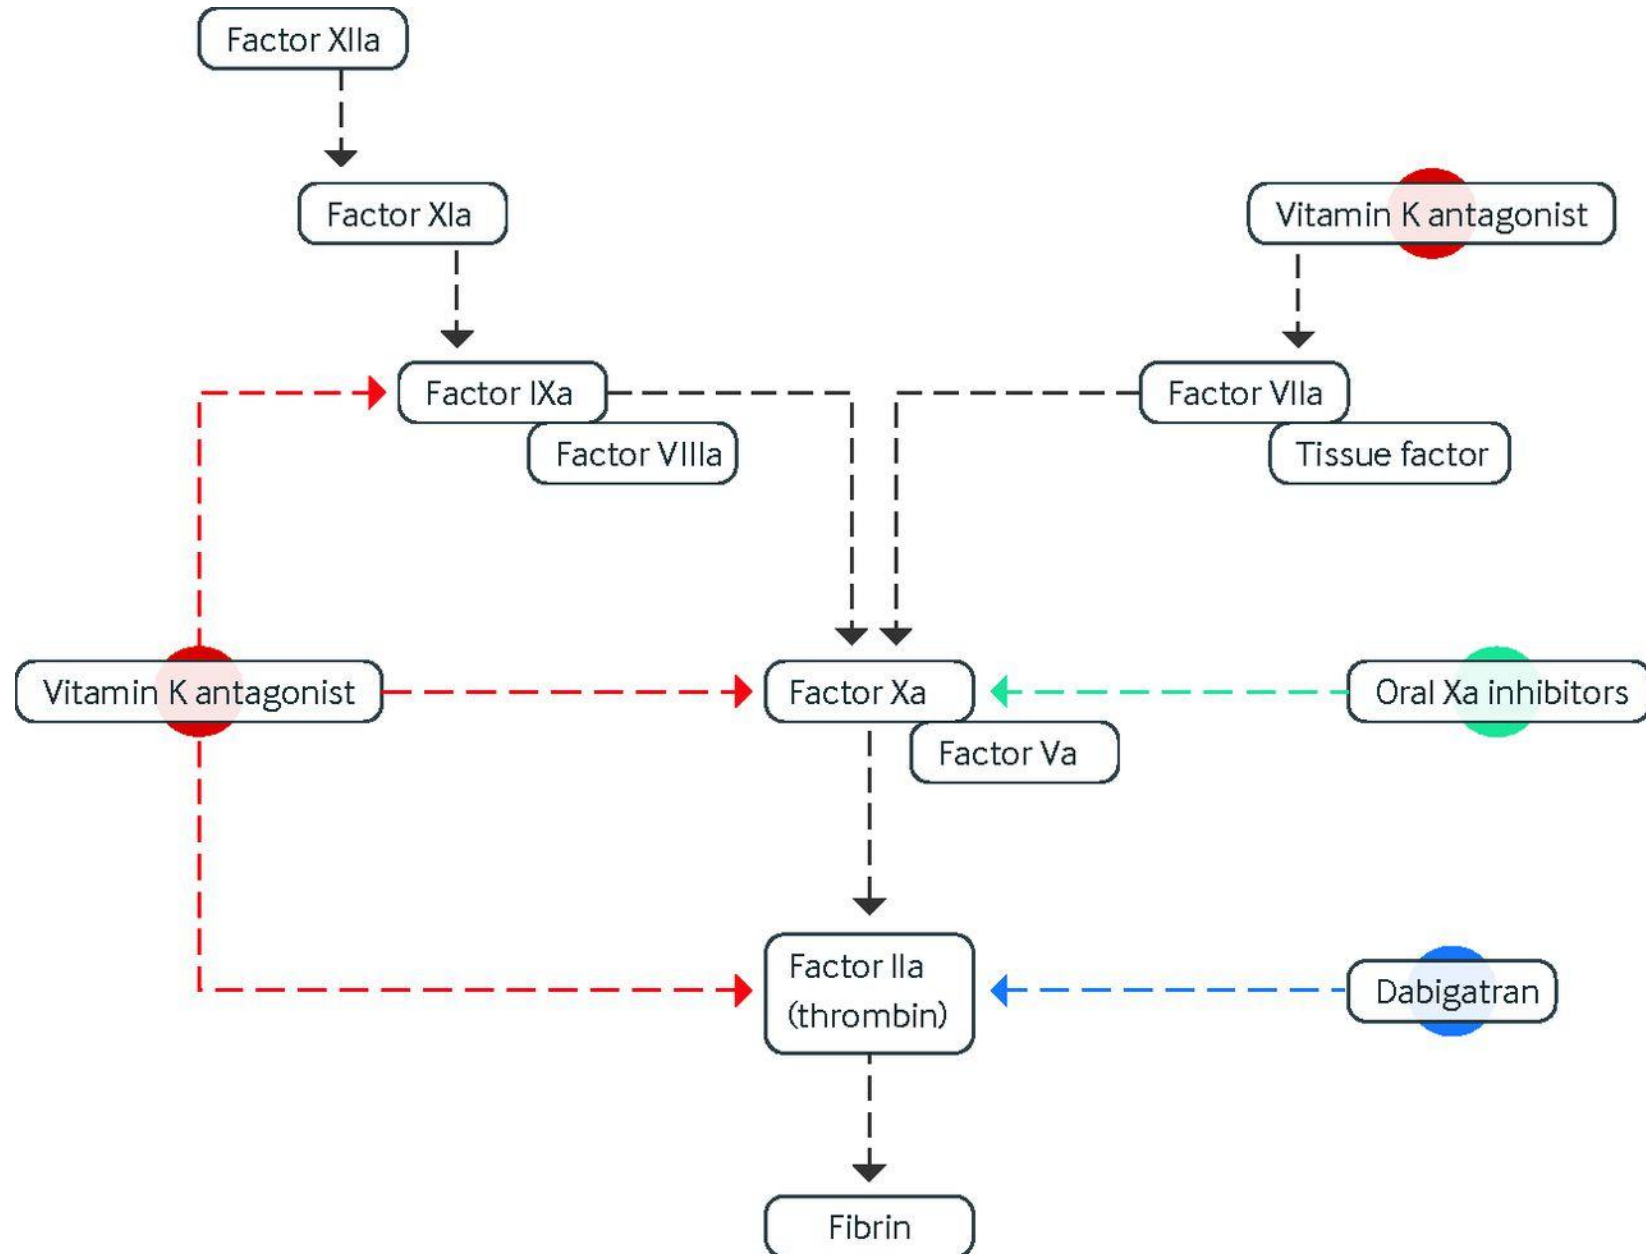 Factor XIIa
Factor XIa
Vitamin K antagonist
Factor IXa
Factor VIIa
Factor VIIIa
Tissue factor
Vitamin K antagonist
Factor Xa
Oral Xa inhibitors
Factor Va
Factor IIa
(thrombin)
Dabigatran
Fibrin